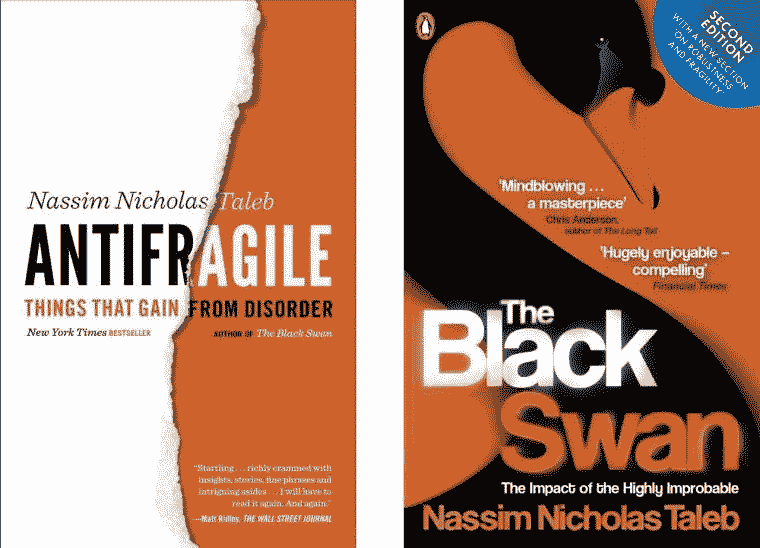 Nassim Nicholas Taleb
ANTIFRAGILE
THINGS THAT GAIN FROM DISORDER
New York Times BESTSELLER
AUTHOR OF The Black Swan
"Startling . . . richly crammed with
insights, stories, fine phrases and
intriguing asides . . . I will have to
read it again. And again."
—Matt Ridley, THE WALL STREET JOURNAL
SECOND
EDITION
WITH A NEW SECTION
'ON ROBUSTNESS
AND FRAGILITY'
'Mindblowing ...
a masterpiece'
Chris Anderson,
author of The Long Tail
'Hugely enjoyable –
compelling'
Financial Times
The
Black
Swan
The Impact of the Highly Improbable
Nassim Nicholas Taleb